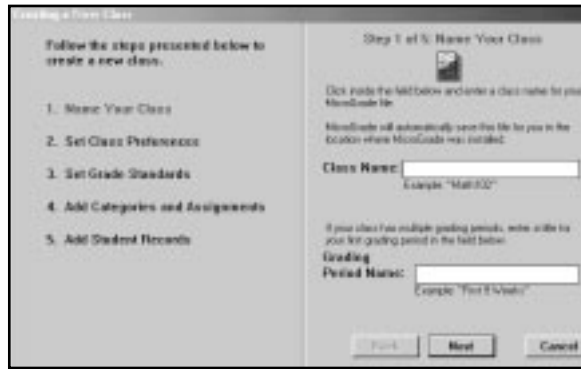 Creating a New Class
Follow the steps presented below to
create a new class.
1. Name Your Class
2. Set Class Preferences
3. Set Grade Standards
4. Add Categories and Assignments
5. Add Student Records
Step 1 of 5: Name Your Class
Click inside the field below and enter a class name for your
MicroGrade file.
MicroGrade will automatically save this file for you in the
location where MicroGrade was installed.
Class Name:
Example: "Math102"
If your class has multiple grading periods, enter a title for
your first grading period in the field below.
Grading
Period Name:
Example: "First 8 Weeks"
Back
Next
Cancel